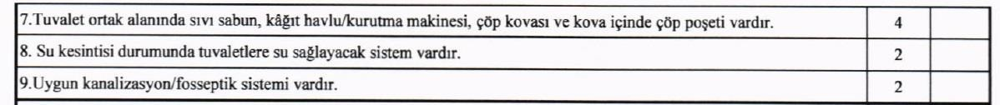 7.Tuvalet ortak alanında sıvı sabun, kâğıt havlu/kurutma makinesi, çöp kovası ve kova içinde çöp poşeti vardır. 4
8. Su kesintisi durumunda tuvaletlere su sağlayacak sistem vardır. 2
9.Uygun kanalizasyon/fosseptik sistemi vardır. 2